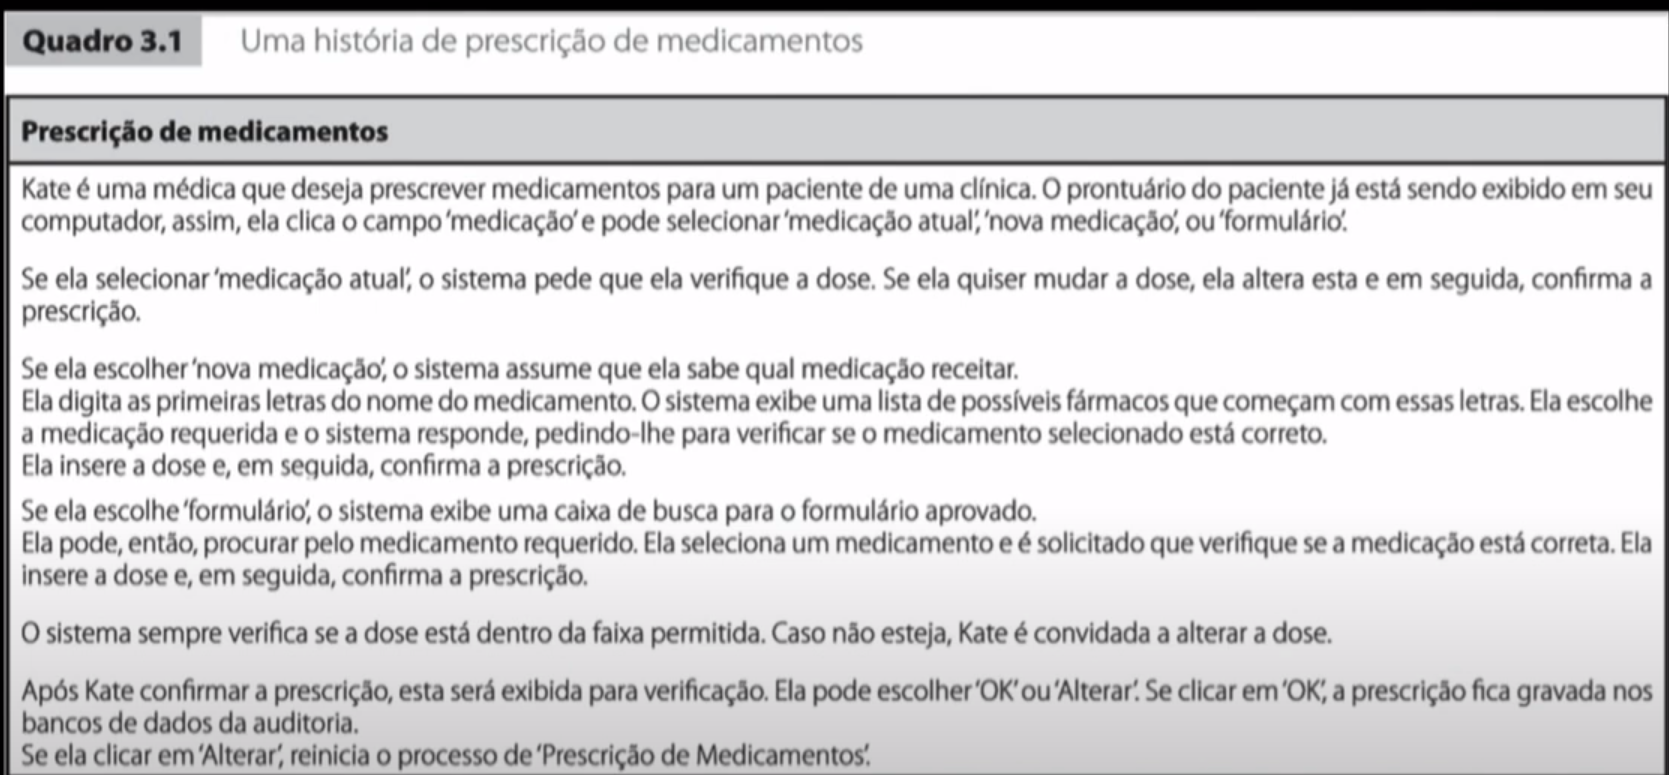 Quadro 3.1 Uma história de prescrição de medicamentos
Prescrição de medicamentos
Kate é uma médica que deseja prescrever medicamentos para um paciente de uma clínica. O prontuário do paciente já está sendo exibido em seu
computador, assim, ela clica o campo ‘medicação’ e pode selecionar ‘medicação atual’, ‘nova medicação’, ou ‘formulário’.
Se ela selecionar ‘medicação atual’, o sistema pede que ela verifique a dose. Se ela quiser mudar a dose, ela altera esta e em seguida, confirma a
prescrição.
Se ela escolher ‘nova medicação’, o sistema assume que ela sabe qual medicação receitar.
Ela digita as primeiras letras do nome do medicamento. O sistema exibe uma lista de possíveis fármacos que começam com essas letras. Ela escolhe
a medicação requerida e o sistema responde, pedindo-lhe para verificar se o medicamento selecionado está correto.
Ela insere a dose e, em seguida, confirma a prescrição.
Se ela escolhe ‘formulário’, o sistema exibe uma caixa de busca para o formulário aprovado.
Ela pode, então, procurar pelo medicamento requerido. Ela seleciona um medicamento e é solicitado que verifique se a medicação está correta. Ela
insere a dose e, em seguida, confirma a prescrição.
O sistema sempre verifica se a dose está dentro da faixa permitida. Caso não esteja, Kate é convidada a alterar a dose.
Após Kate confirmar a prescrição, esta será exibida para verificação. Ela pode escolher ‘OK’ ou ‘Alterar’. Se clicar em ‘OK’, a prescrição fica gravada nos
bancos de dados da auditoria.
Se ela clicar em ‘Alterar’, reinicia o processo de ‘Prescrição de Medicamentos’.